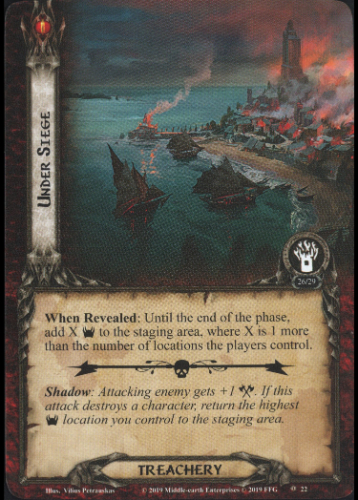 UNDER SIEGE
26/29
When Revealed: Until the end of the phase,
add X to the staging area, where X is 1 more
than the number of locations the players control.
Shadow: Attacking enemy gets +1 . If this
attack destroys a character, return the highest
location you control to the staging area.
Illus. Vilius Petrauskas © 2019 Middle-earth Enterprises © 2019 FFG 22
TREACHERY